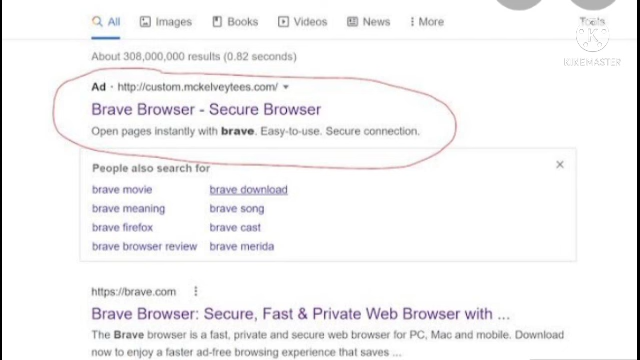 All Images Books Videos News More Tools
KINEMASTER
About 308,000,000 results (0.82 seconds)
Ad · http://custom.mckelveytees.com/
Brave Browser - Secure Browser
Open pages instantly with brave. Easy-to-use. Secure connection.
People also search for
brave movie brave download
brave meaning brave song
brave firefox brave cast
brave browser review brave merida
https://brave.com
Brave Browser: Secure, Fast & Private Web Browser with ...
The Brave browser is a fast, private and secure web browser for PC, Mac and mobile. Download
now to enjoy a faster ad-free browsing experience that saves ...